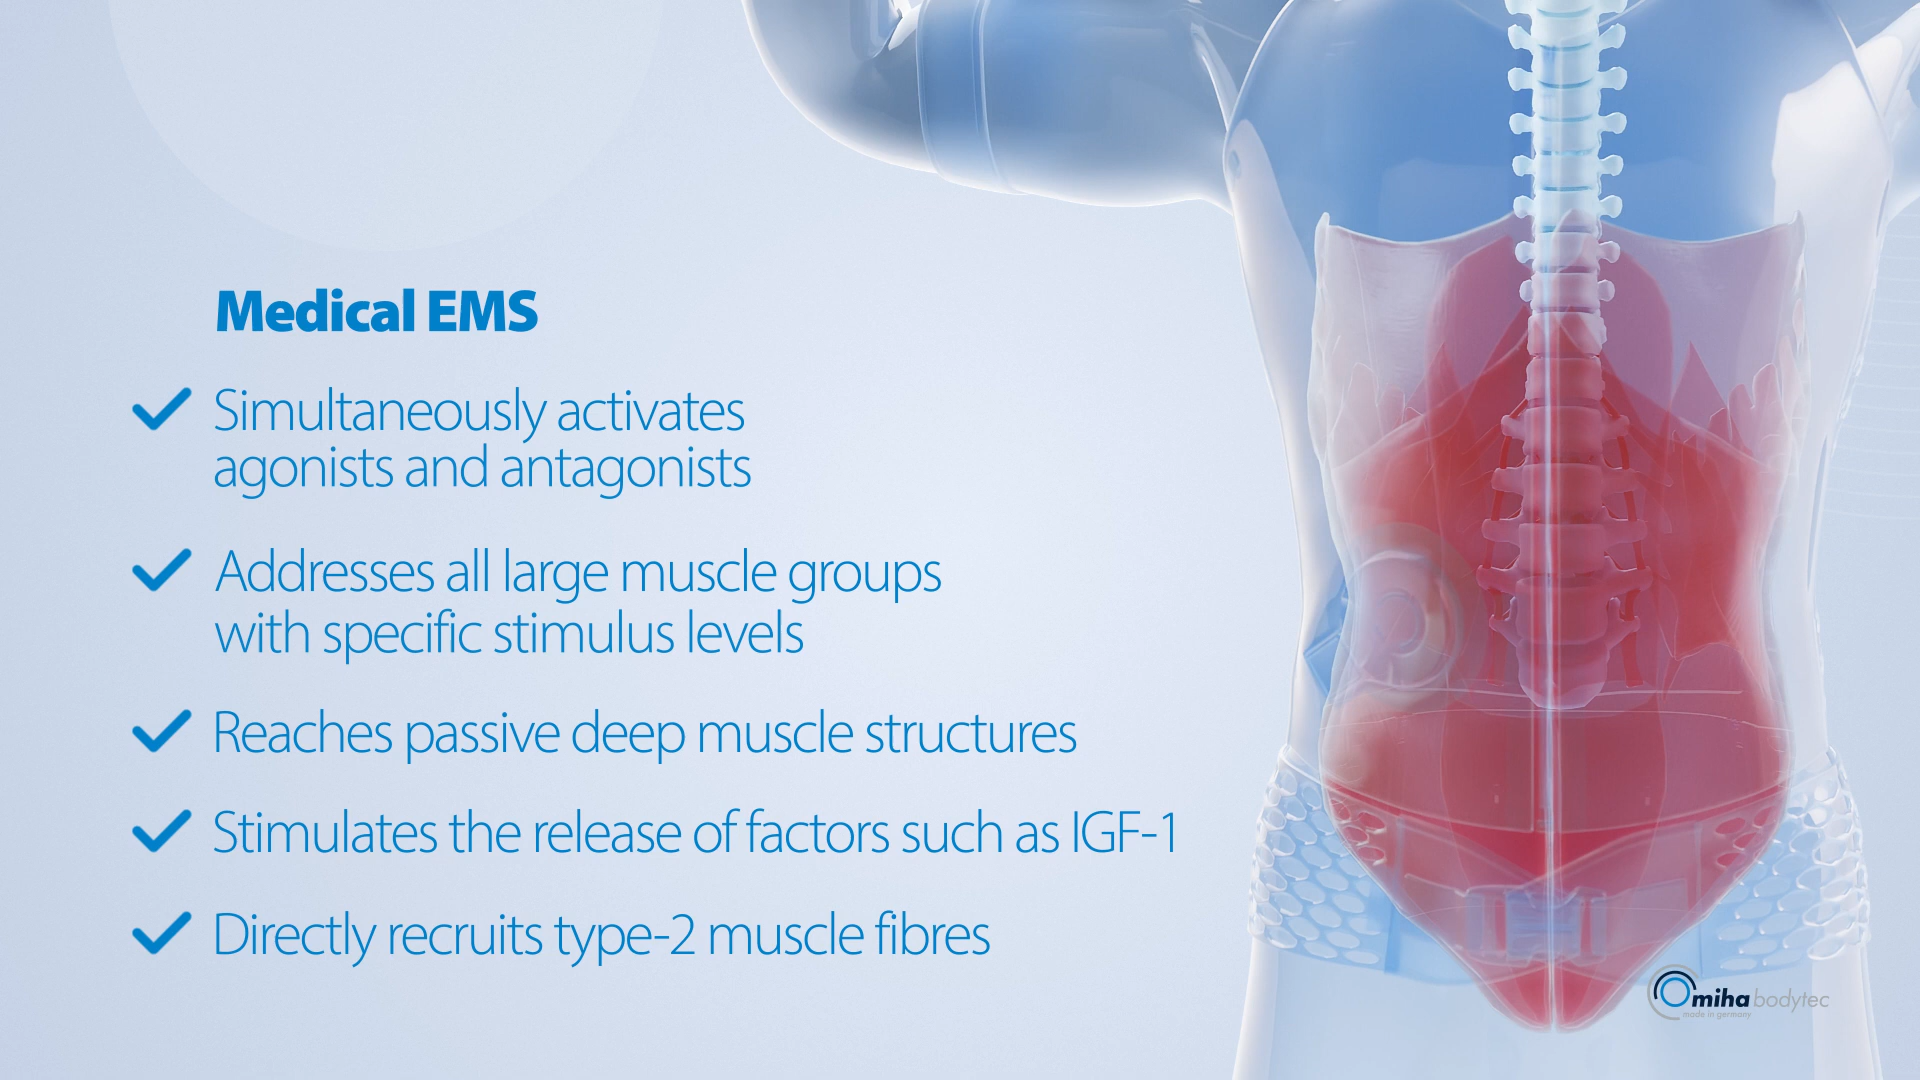 Medical EMS
Simultaneously activates
agonists and antagonists
Addresses all large muscle groups
with specific stimulus levels
Reaches passive deep muscle structures
Stimulates the release of factors such as IGF-1
Directly recruits type-2 muscle fibres
miha bodytec
made in germany